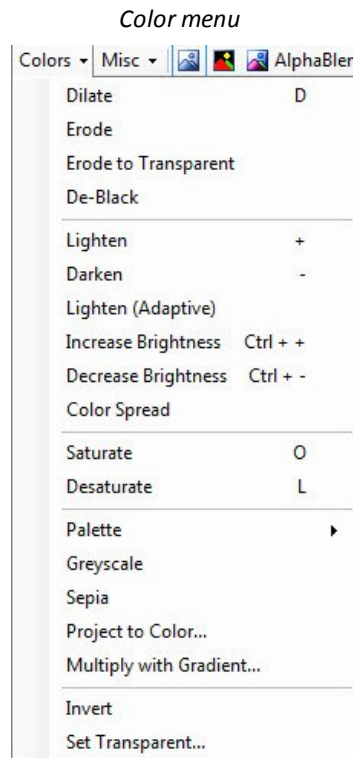 Color menu
Colors Misc AlphaBler
Dilate D
Erode
Erode to Transparent
De-Black
Lighten +
Darken -
Lighten (Adaptive)
Increase Brightness Ctrl + +
Decrease Brightness Ctrl + -
Color Spread
Saturate O
Desaturate L
Palette
Greyscale
Sepia
Project to Color...
Multiply with Gradient...
Invert
Set Transparent...